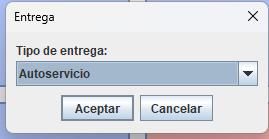 Entrega
Tipo de entrega:
Autoservicio
Aceptar
Cancelar